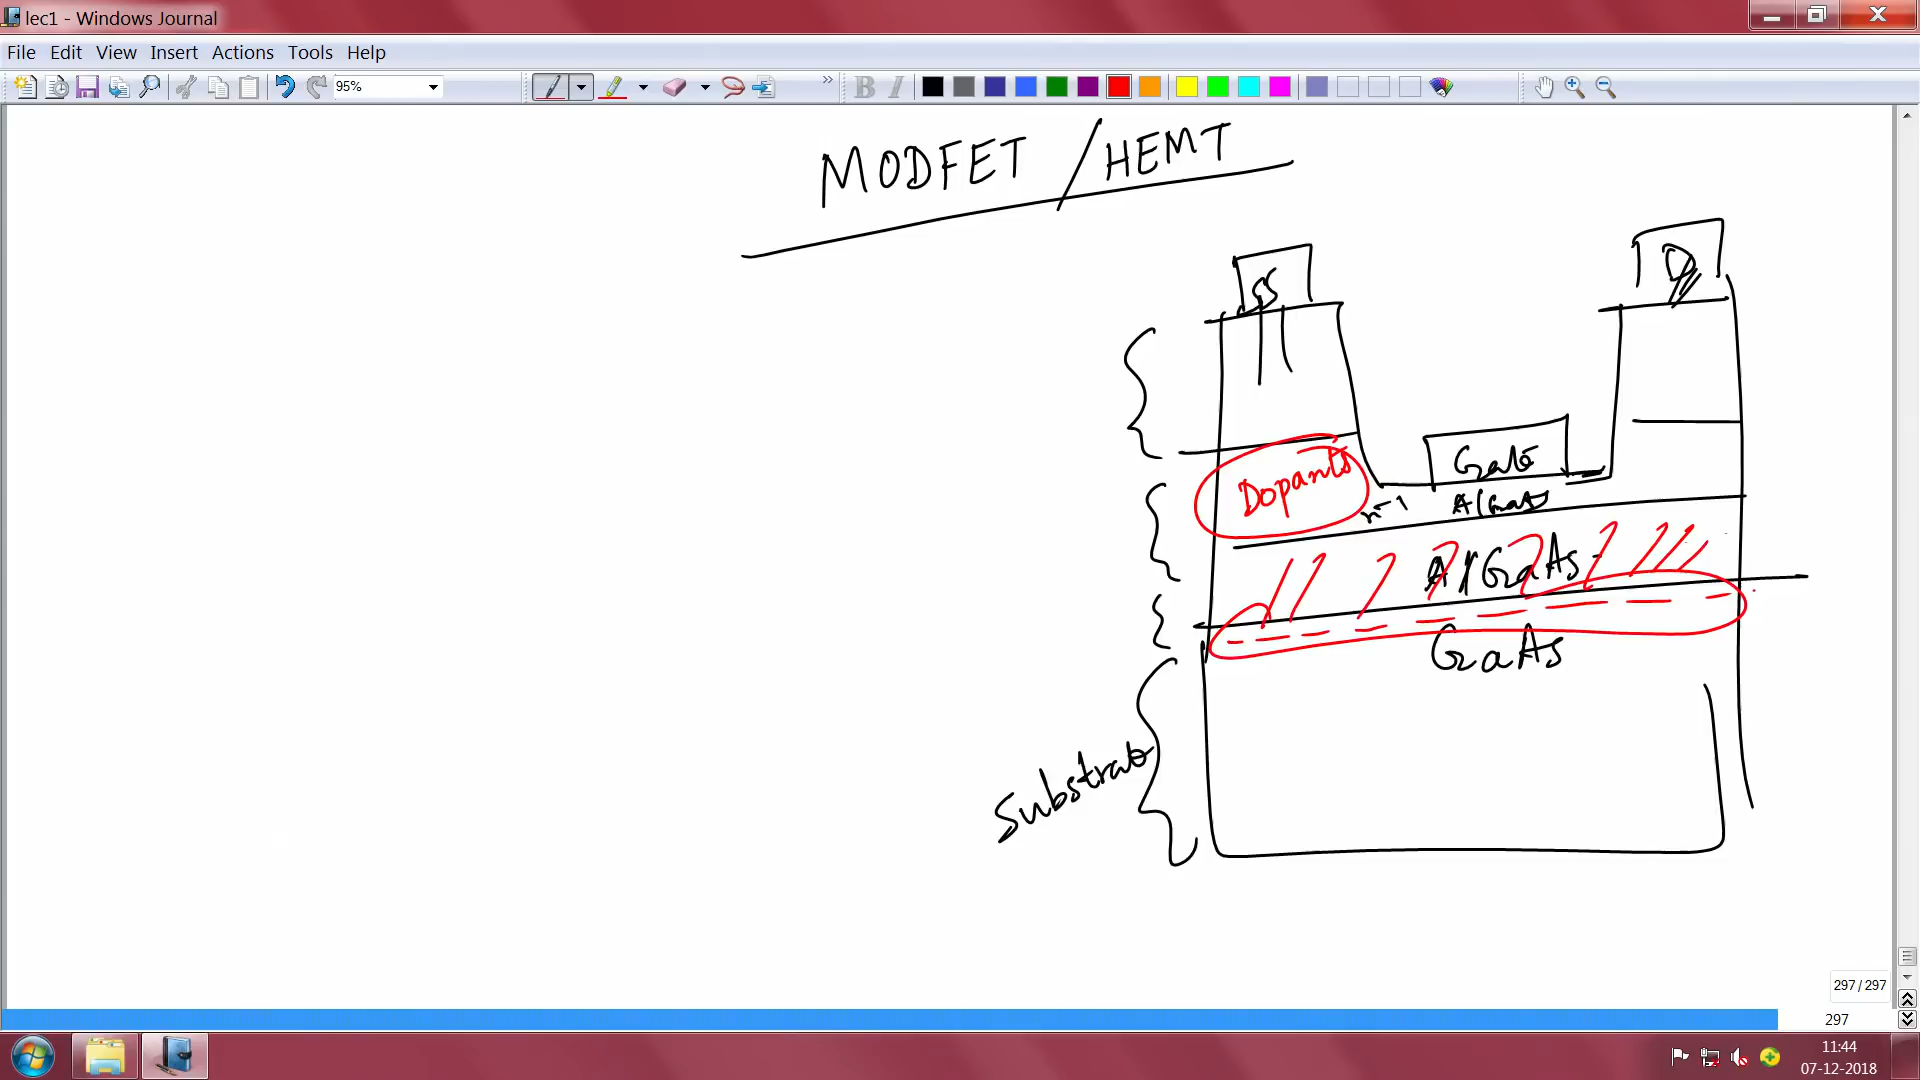 lec1 - Windows Journal
File Edit View Insert Actions Tools Help
95%
B I
MODFET / HEMT
S
D
Gate
Dopants
AlGaAs
AlGaAs
GaAs
Substrate
297 / 297
297
11:44
07-12-2018